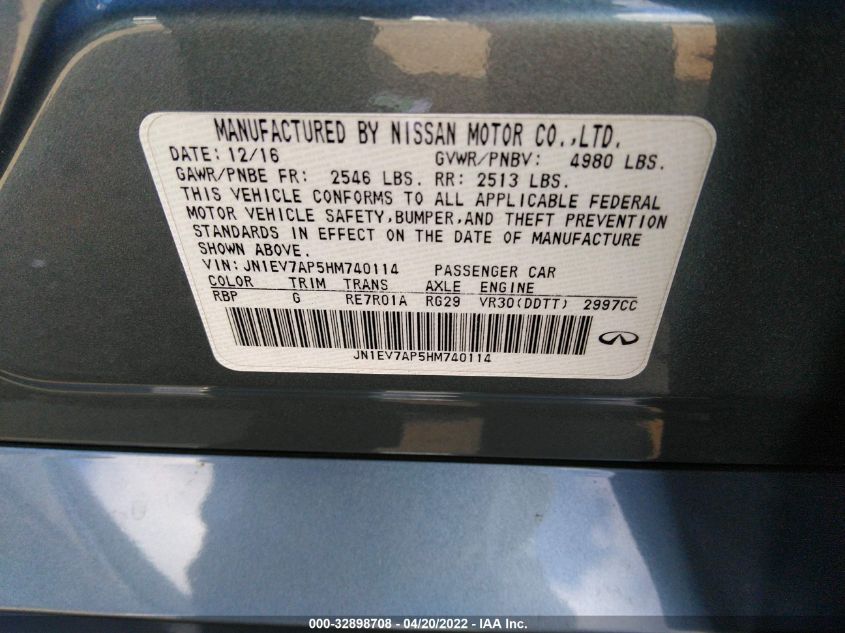 MANUFACTURED BY NISSAN MOTOR CO.,LTD.
DATE: 12/16 GVWR/PNBV: 4980 LBS.
GAWR/PNBE FR: 2546 LBS. RR: 2513 LBS.
THIS VEHICLE CONFORMS TO ALL APPLICABLE FEDERAL
MOTOR VEHICLE SAFETY,BUMPER,AND THEFT PREVENTION
STANDARDS IN EFFECT ON THE DATE OF MANUFACTURE
SHOWN ABOVE.
VIN: JN1EV7AP5HM740114 PASSENGER CAR
COLOR TRIM TRANS AXLE ENGINE
RBP G RE7R01A RG29 VR30(DDTT) 2997CC
JN1EV7AP5HM740114
000-32898708 - 04/20/2022 - IAA Inc.